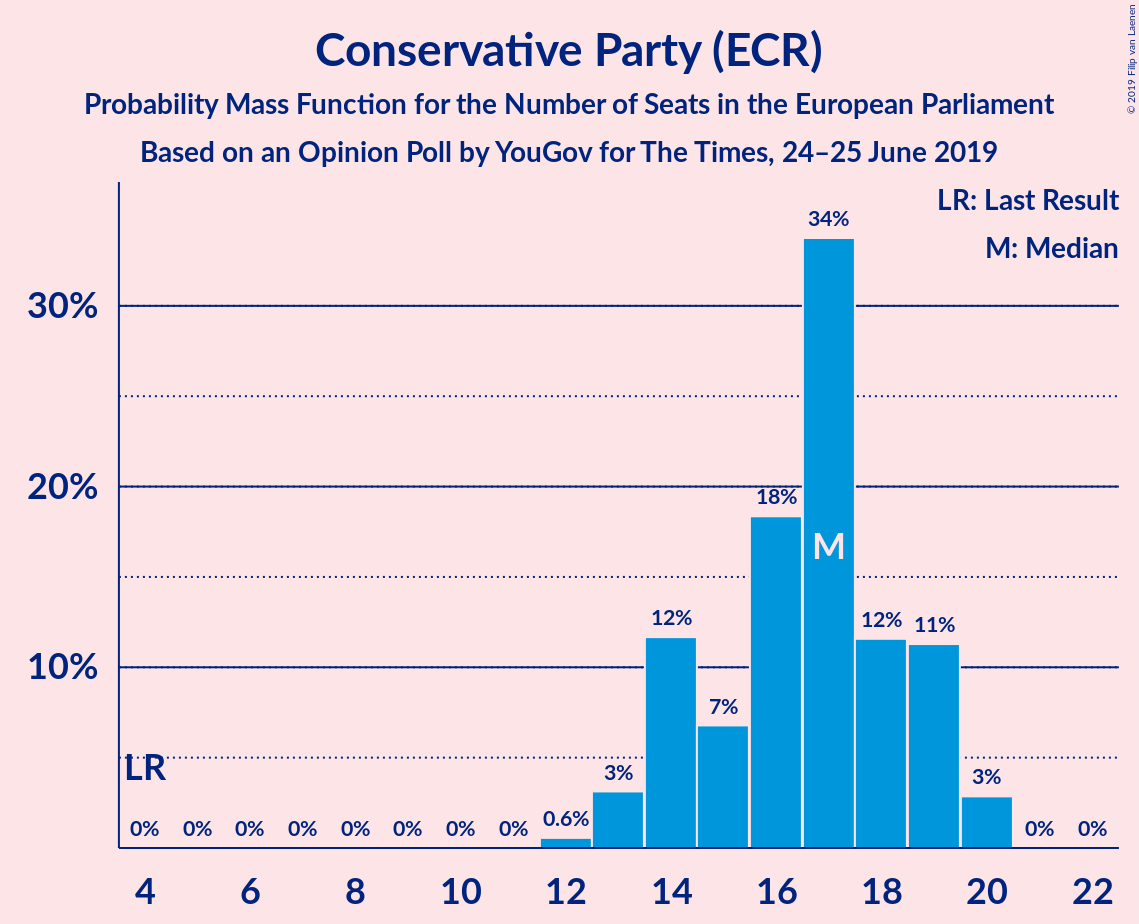 Conservative Party (ECR)
Probability Mass Function for the Number of Seats in the European Parliament
Based on an Opinion Poll by YouGov for The Times, 24–25 June 2019
© 2019 Filip van Laenen
LR: Last Result
M: Median
34%
30%
20%
18%
M
12%
12%
11%
10%
7%
LR
3%
3%
0.6%
0% 0% 0% 0% 0% 0% 0% 0% 0% 0%
4 6 8 10 12 14 16 18 20 22